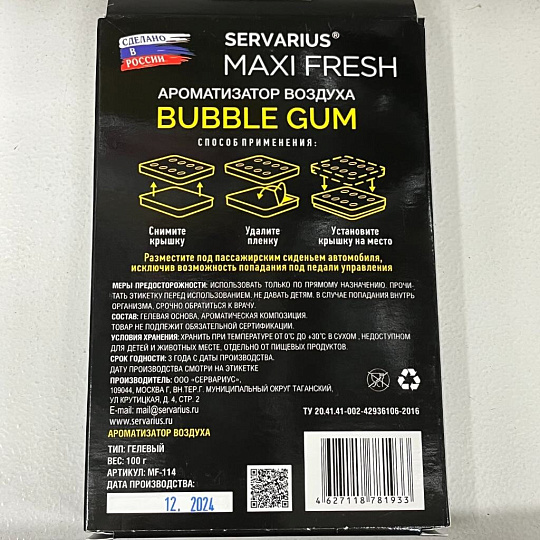 СДЕЛАНО
В
РОССИИ
SERVARIUS®
MAXI FRESH
АРОМАТИЗАТОР ВОЗДУХА
BUBBLE GUM
СПОСОБ ПРИМЕНЕНИЯ:
Снимите
крышку
Удалите
пленку
Установите
крышку на место
Разместите под пассажирским сиденьем автомобиля,
исключив возможность попадания под педали управления
МЕРЫ ПРЕДОСТОРОЖНОСТИ: ИСПОЛЬЗОВАТЬ ТОЛЬКО ПО ПРЯМОМУ НАЗНАЧЕНИЮ. ПРОЧИ-
ТАТЬ ЭТИКЕТКУ ПЕРЕД ИСПОЛЬЗОВАНИЕМ. НЕ ДАВАТЬ ДЕТЯМ. В СЛУЧАЕ ПОПАДАНИЯ ВНУТРЬ
ОРГАНИЗМА, СРОЧНО ОБРАТИТЬСЯ К ВРАЧУ.
СОСТАВ: ГЕЛЕВАЯ ОСНОВА, АРОМАТИЧЕСКАЯ КОМПОЗИЦИЯ.
ТОВАР НЕ ПОДЛЕЖИТ ОБЯЗАТЕЛЬНОЙ СЕРТИФИКАЦИИ.
УСЛОВИЯ ХРАНЕНИЯ: ХРАНИТЬ ПРИ ТЕМПЕРАТУРЕ ОТ 0°С ДО +30°С В СУХОМ , НЕДОСТУПНОМ
ДЛЯ ДЕТЕЙ И ЖИВОТНЫХ МЕСТЕ, ОТДЕЛЬНО ОТ ПИЩЕВЫХ ПРОДУКТОВ.
СРОК ГОДНОСТИ: 3 ГОДА С ДАТЫ ПРОИЗВОДСТВА.
ДАТУ ПРОИЗВОДСТВА СМОТРИ НА ЭТИКЕТКЕ
ПРОИЗВОДИТЕЛЬ: ООО «СЕРВАРИУС»,
109044, МОСКВА Г, ВН.ТЕР.Г. МУНИЦИПАЛЬНЫЙ ОКРУГ ТАГАНСКИЙ,
УЛ КРУТИЦКАЯ, Д. 4, СТР. 2
E-mail: mail@servarius.ru
www.servarius.ru
ТУ 20.41.41-002-42936106-2016
АРОМАТИЗАТОР ВОЗДУХА
ТИП: ГЕЛЕВЫЙ
ВЕС: 100 г
АРТИКУЛ: MF-114
ДАТА ПРОИЗВОДСТВА:
12. 2024
4 627118 781933